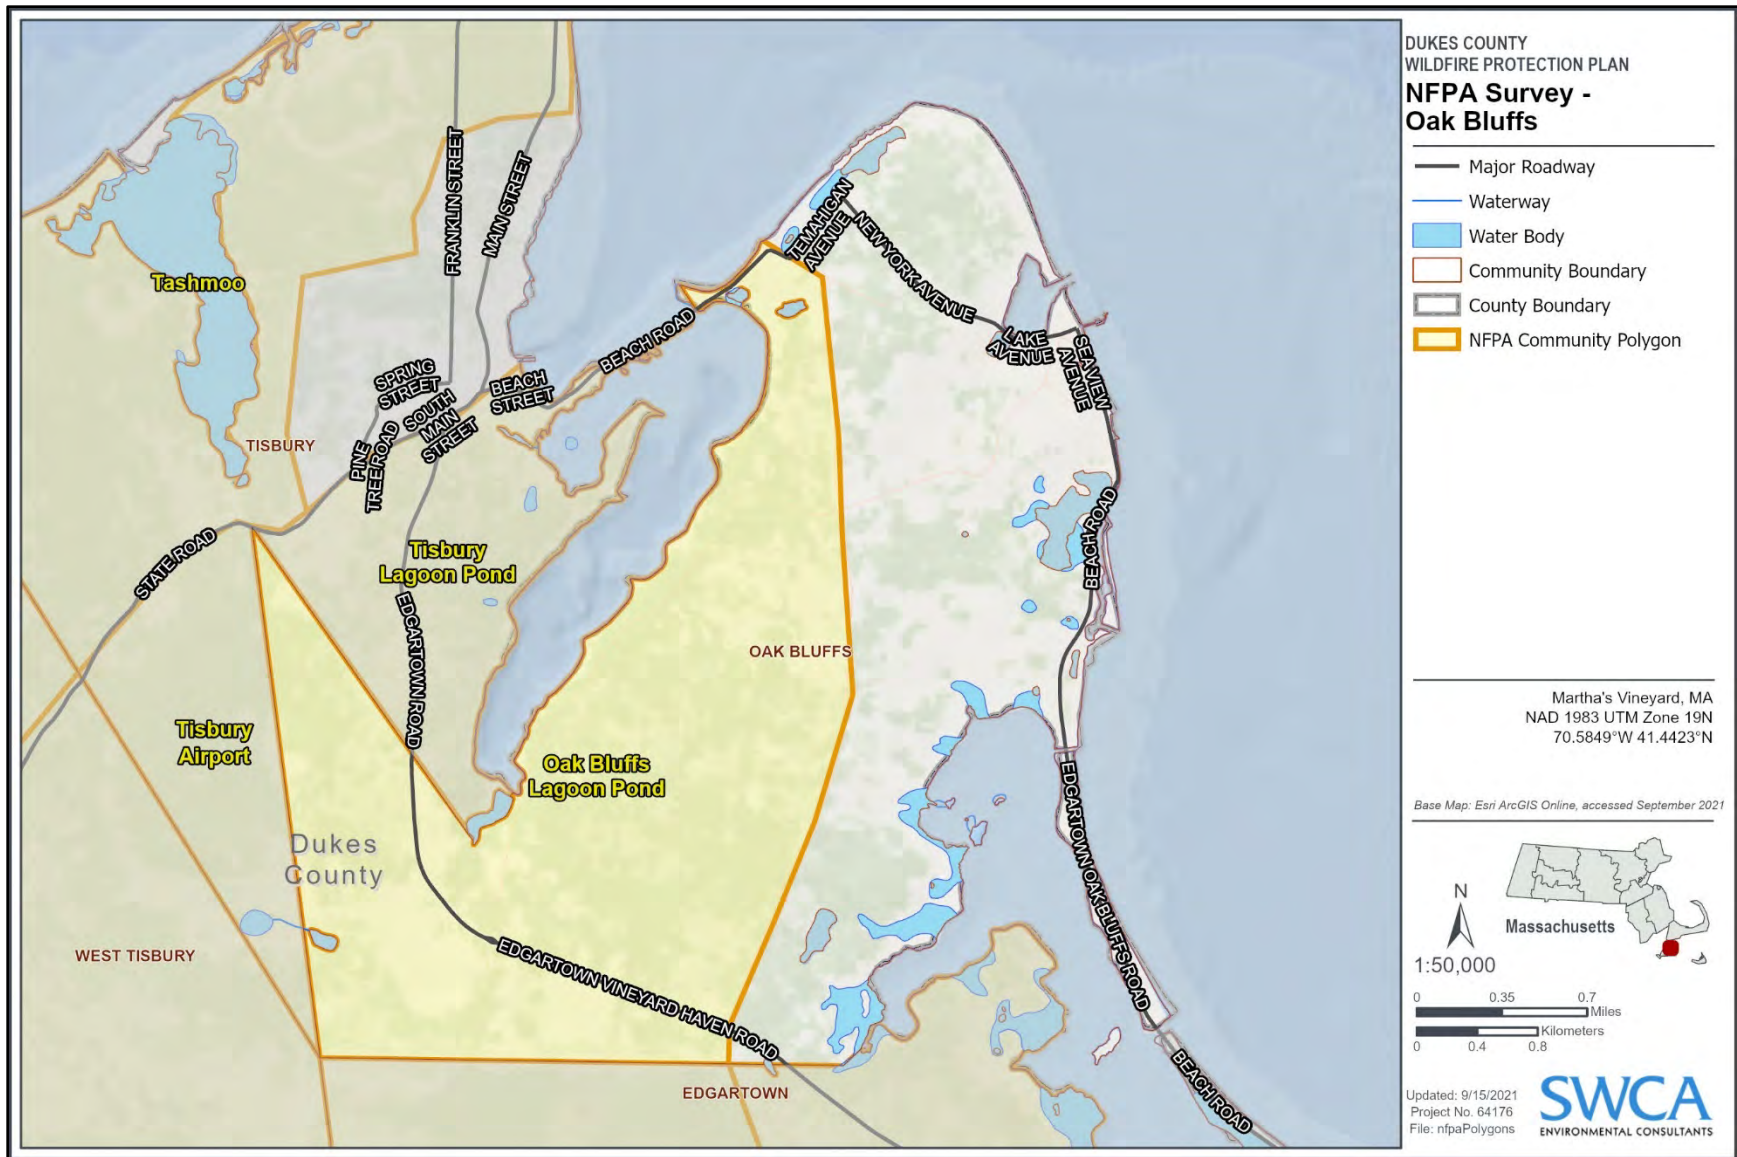 DUKES COUNTY
WILDFIRE PROTECTION PLAN
NFPA Survey -
Oak Bluffs
Major Roadway
Waterway
Water Body
Community Boundary
County Boundary
NFPA Community Polygon
Martha's Vineyard, MA
NAD 1983 UTM Zone 19N
70.5849°W 41.4423°N
Base Map: Esri ArcGIS Online, accessed September 2021
N
1:50,000
Massachusetts
0 0.35 0.7
Miles
Kilometers
0 0.4 0.8
Updated: 9/15/2021
Project No. 64176
File: nfpaPolygons
SWCA
ENVIRONMENTAL CONSULTANTS
FRANKLIN STREET
MAIN STREET
TEMAHIGAN
AVENUE
NEW YORK AVENUE
Tashmoo
BEACH ROAD
LAKE
AVENUE
SEA VIEW
AVENUE
SPRING
STREET
BEACH
STREET
SOUTH
MAIN
STREET
PINE
TREE ROAD
TISBURY
STATE ROAD
Tisbury
Lagoon Pond
BEACH ROAD
EDGARTOWN ROAD
OAK BLUFFS
Tisbury
Airport
Oak Bluffs
Lagoon Pond
Dukes
County
EDGARTOWN OAK BLUFFS ROAD
WEST TISBURY
EDGARTOWN VINEYARD HAVEN ROAD
EDGARTOWN
BEACH ROAD